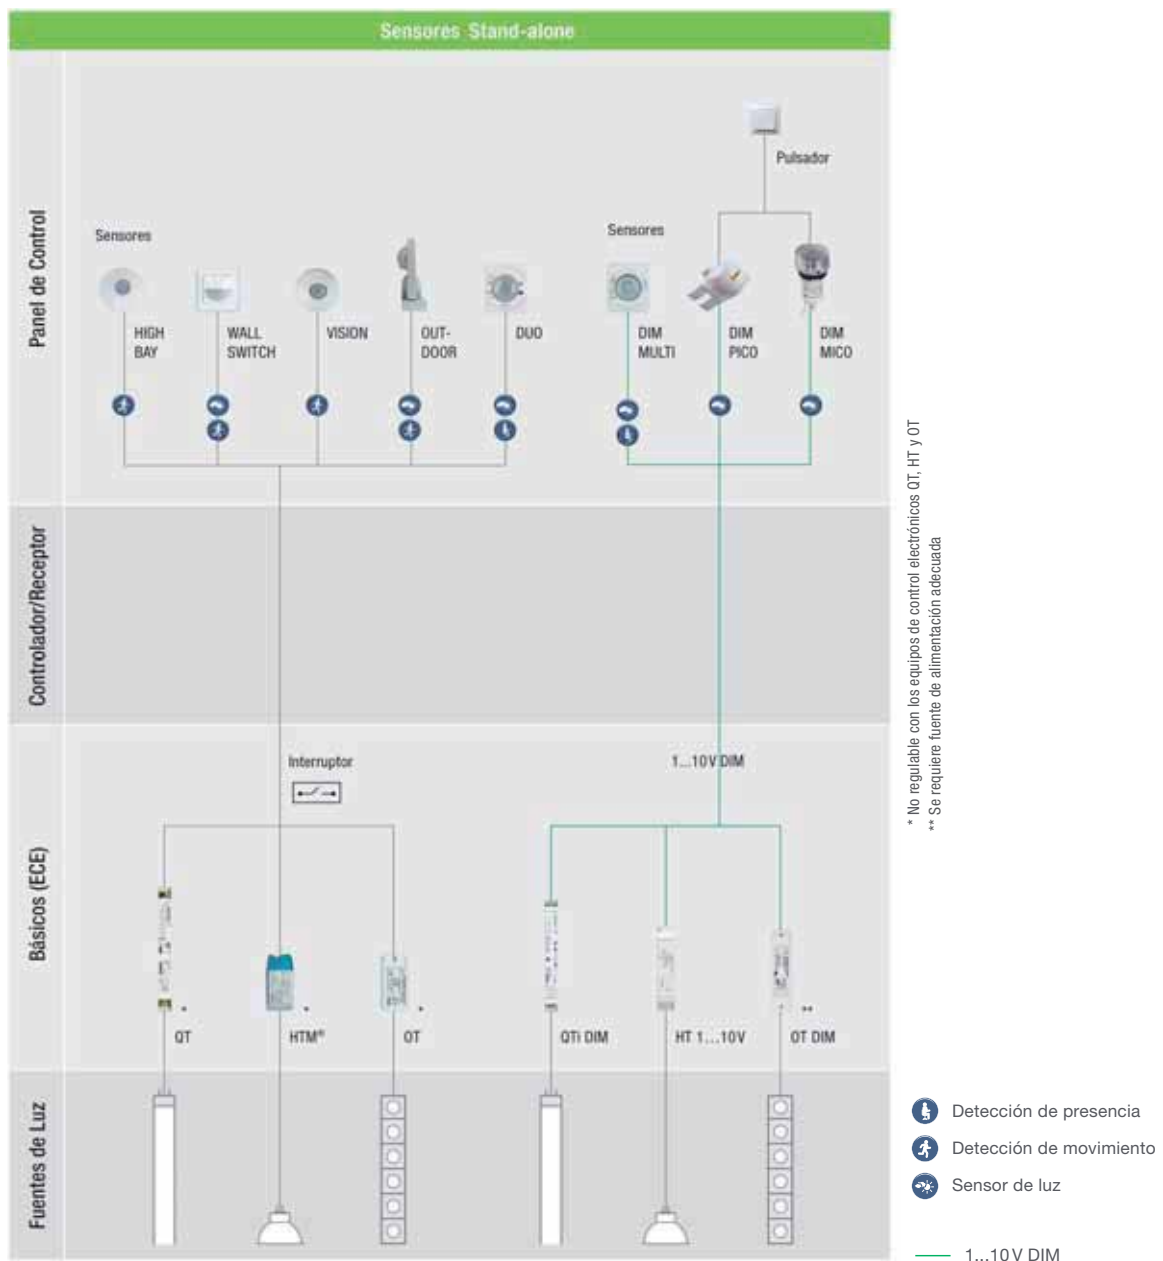 Sensores Stand-alone
Panel de Control
Pulsador
Sensores
Sensores
HIGH
BAY
WALL
SWITCH
VISION
OUT-
DOOR
DUO
DIM
MULTI
DIM
PICO
DIM
MICO
Controlador/Receptor
Básicos (ECE)
Interruptor
1...10 V DIM
*
QT
*
HTM®
*
OT
QTi DIM
HT 1...10 V
**
OT DIM
Fuentes de Luz
* No regulable con los equipos de control electrónicos QT, HT y OT
** Se requiere fuente de alimentación adecuada
Detección de presencia
Detección de movimiento
Sensor de luz
1...10 V DIM